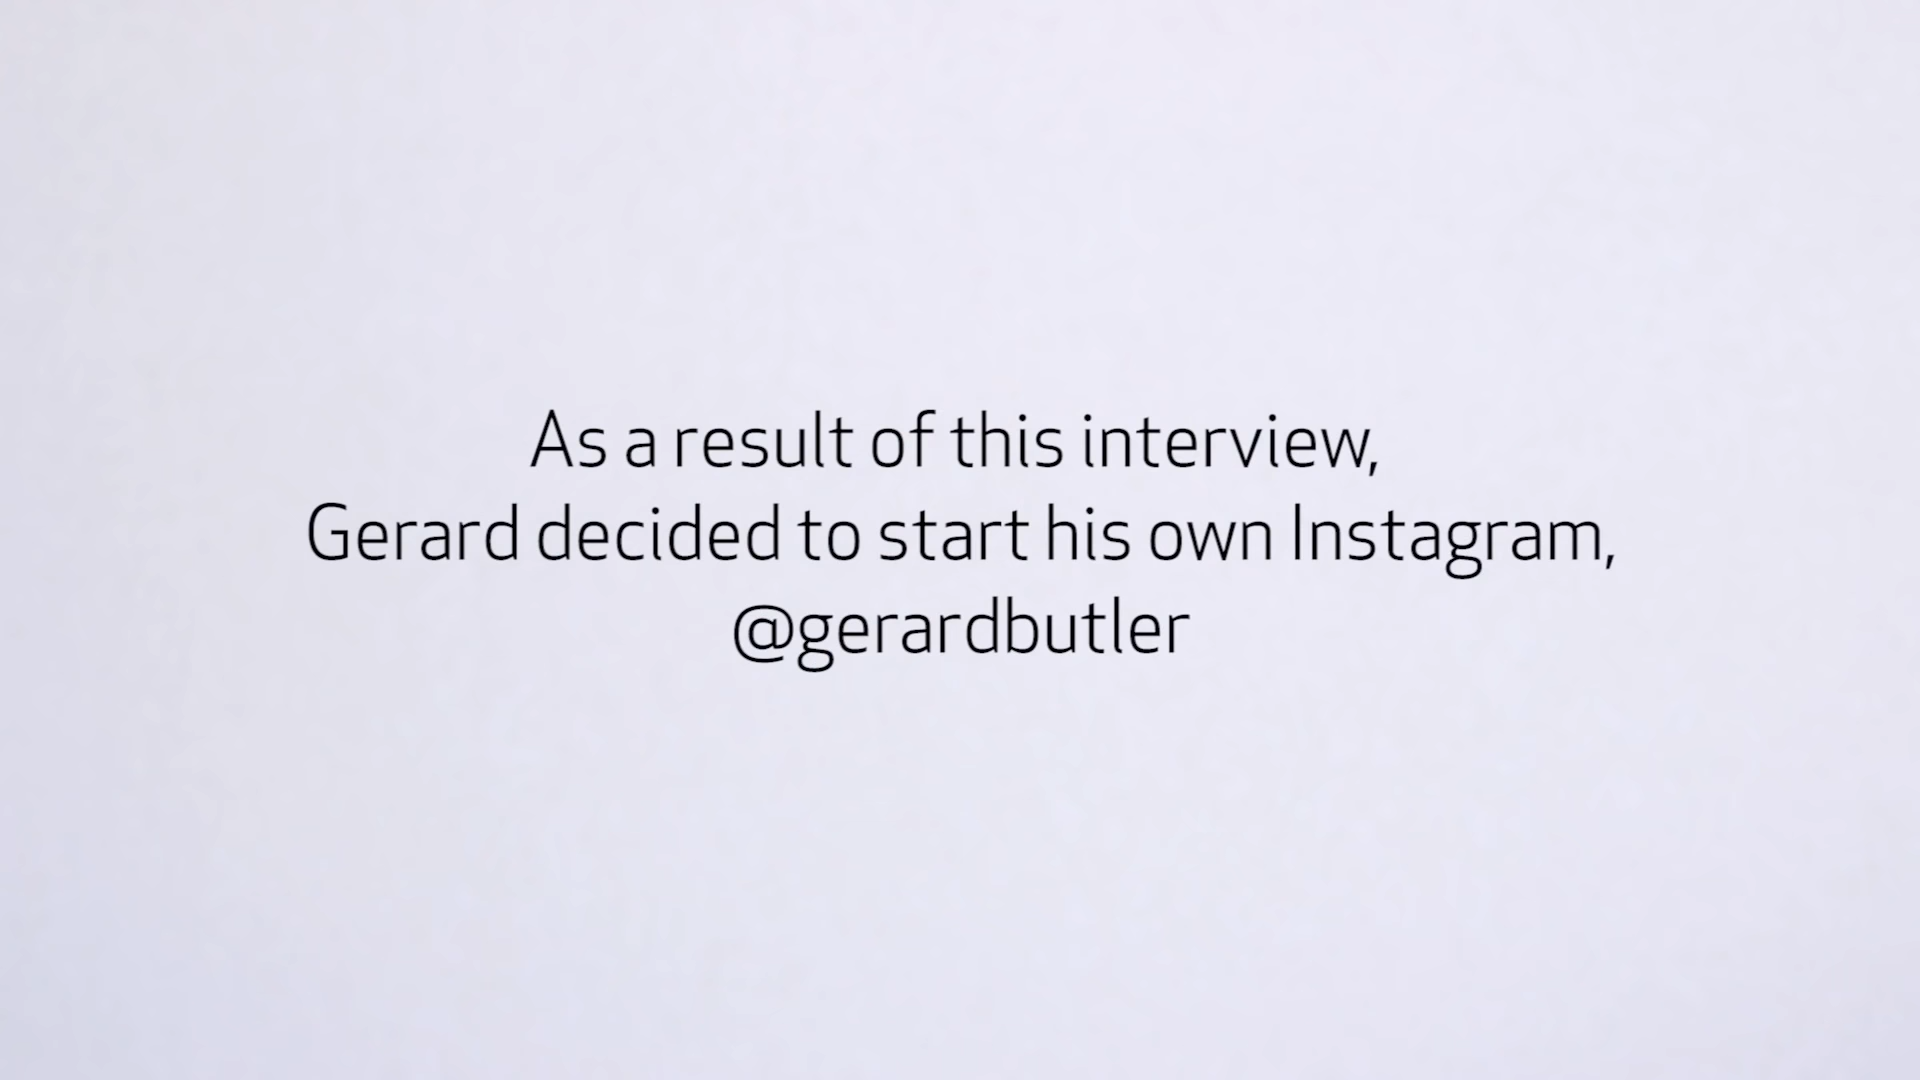 As a result of this interview,
Gerard decided to start his own Instagram,
@gerardbutler